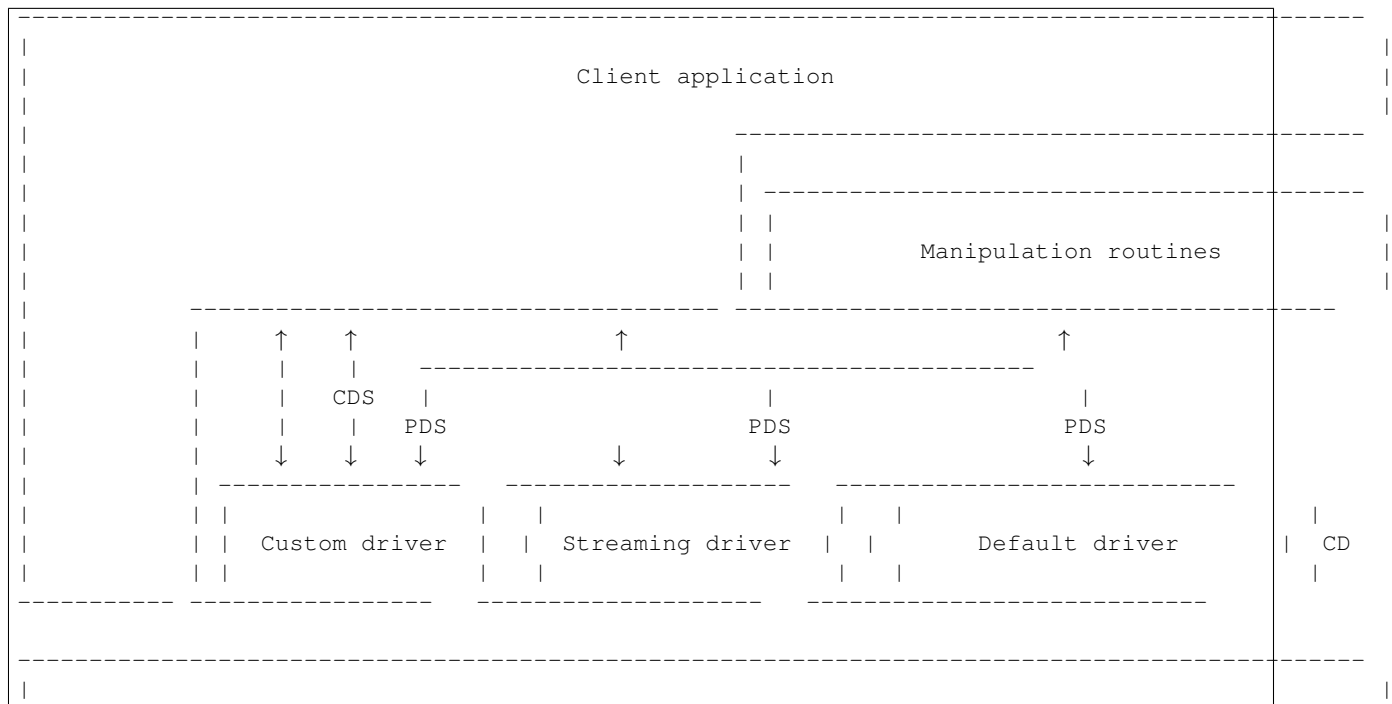 Client application
Manipulation routines
CDS
PDS PDS PDS
Custom driver Streaming driver Default driver CD